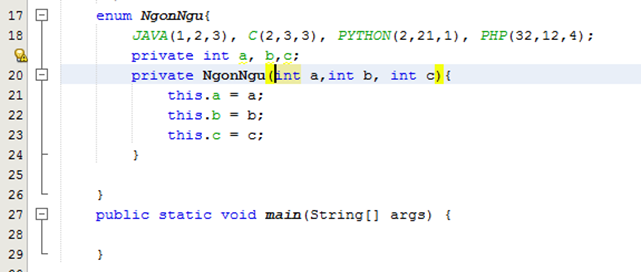 17 enum NgonNgu{
18 JAVA(1,2,3), C(2,3,3), PYTHON(2,21,1), PHP(32,12,4);
private int a, b,c;
20 private NgonNgu(int a,int b, int c){
21 this.a = a;
22 this.b = b;
23 this.c = c;
24 }
25
26 }
27 public static void main(String[] args) {
28
29 }